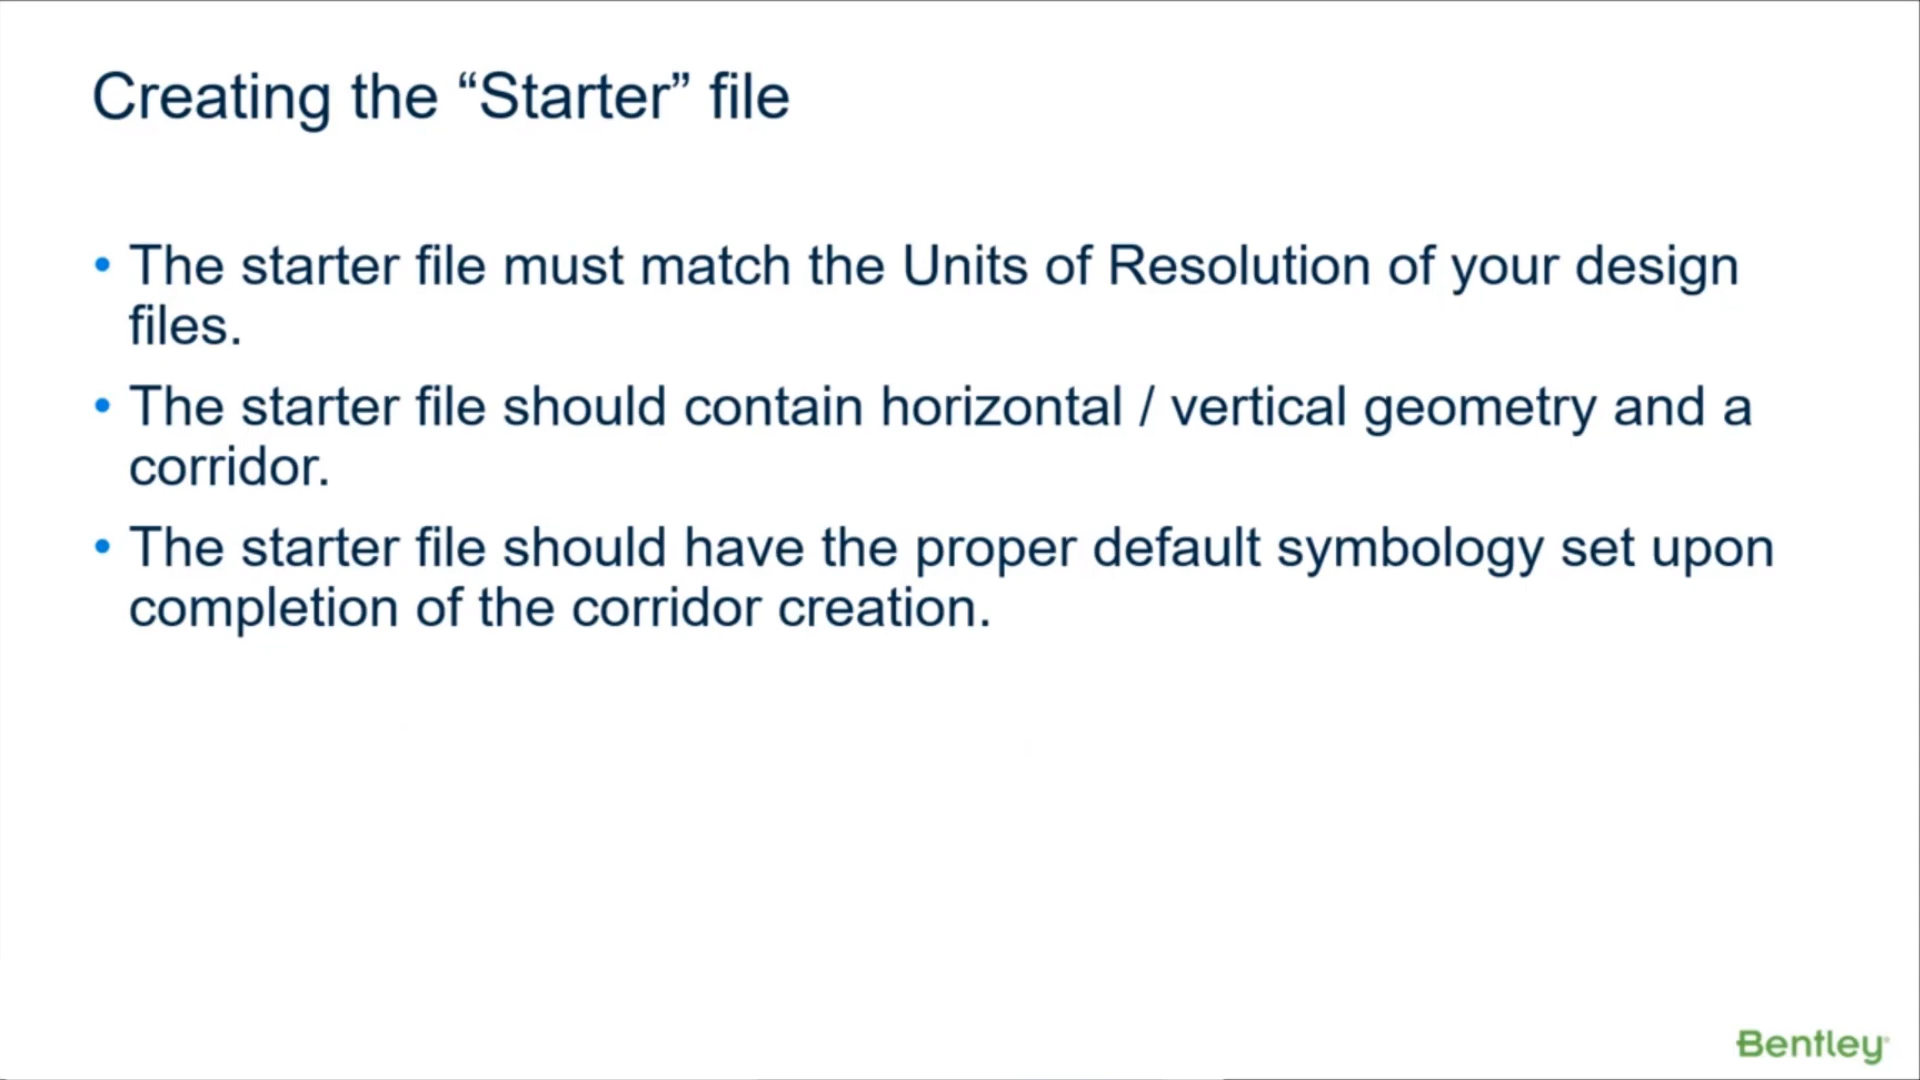 Creating the “Starter” file
• The starter file must match the Units of Resolution of your design
files.
• The starter file should contain horizontal / vertical geometry and a
corridor.
• The starter file should have the proper default symbology set upon
completion of the corridor creation.
Bentley